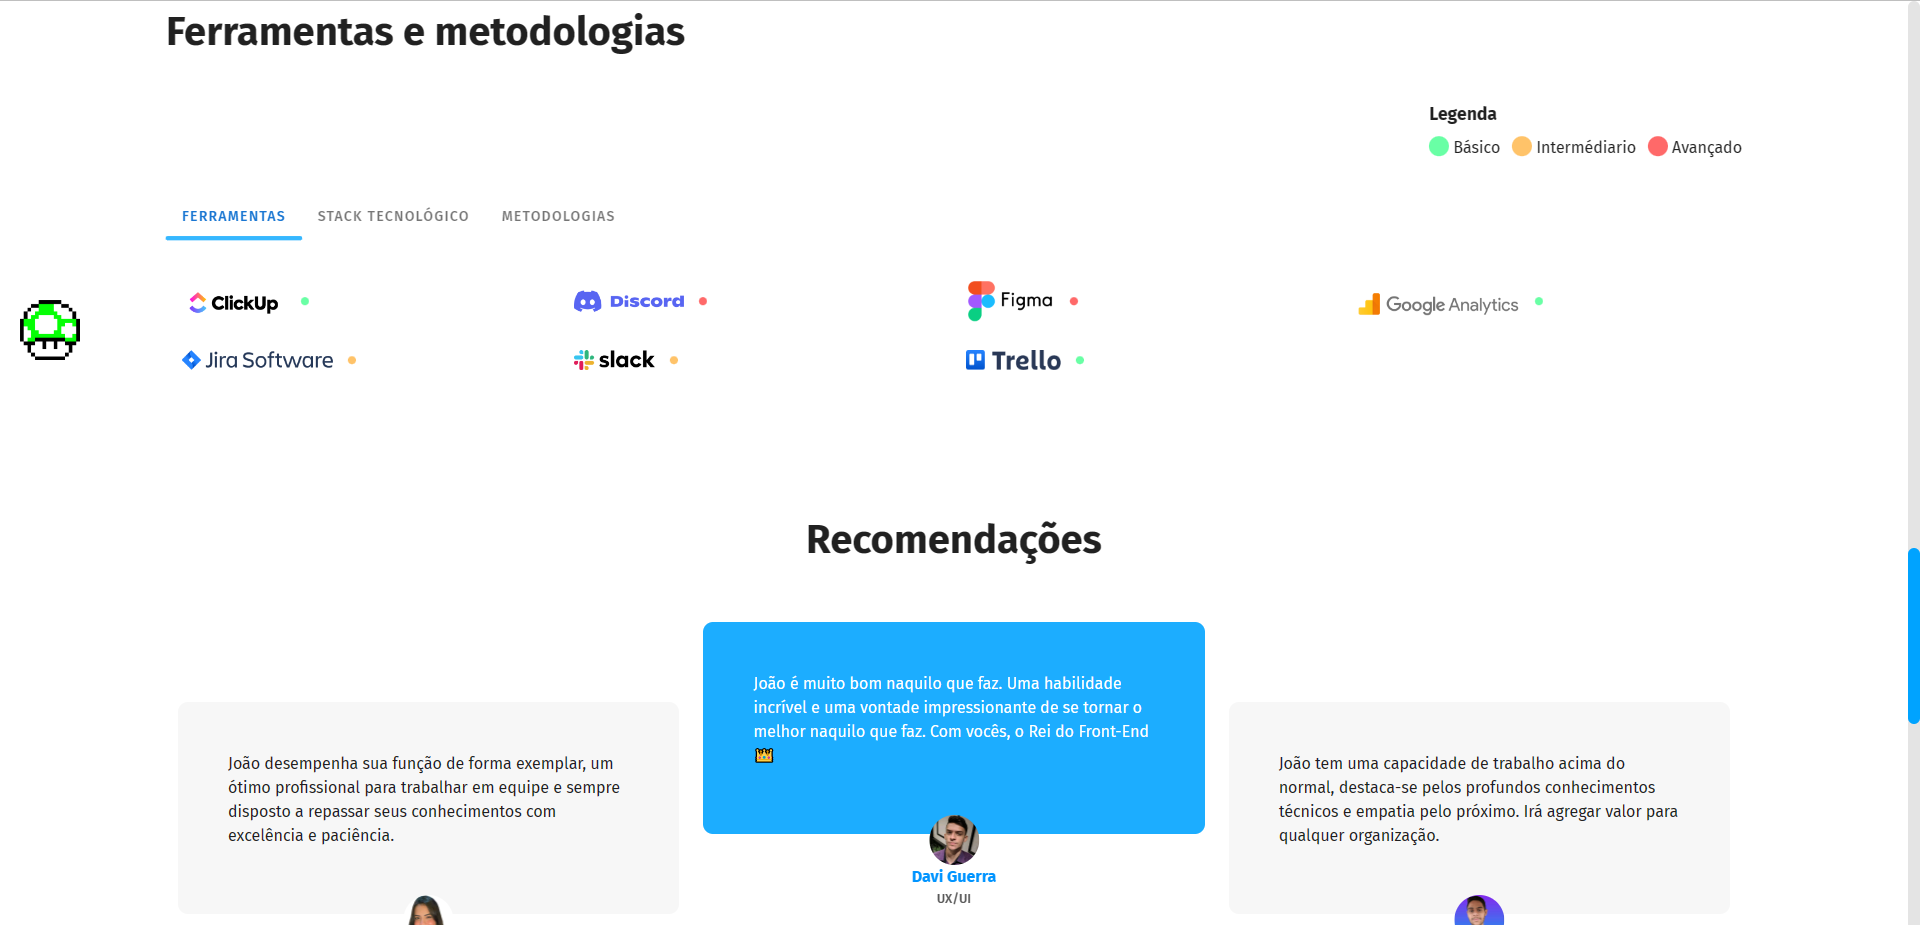 Ferramentas e metodologias
Legenda
Básico Intermédiario Avançado
FERRAMENTAS STACK TECNOLÓGICO METODOLOGIAS
ClickUp Discord Figma Google Analytics
Jira Software slack Trello
Recomendações
João desempenha sua função de forma exemplar, um
ótimo profissional para trabalhar em equipe e sempre
disposto a repassar seus conhecimentos com
excelência e paciência.
João é muito bom naquilo que faz. Uma habilidade
incrível e uma vontade impressionante de se tornar o
melhor naquilo que faz. Com vocês, o Rei do Front-End
👑
Davi Guerra
UX/UI
João tem uma capacidade de trabalho acima do
normal, destaca-se pelos profundos conhecimentos
técnicos e empatia pelo próximo. Irá agregar valor para
qualquer organização.